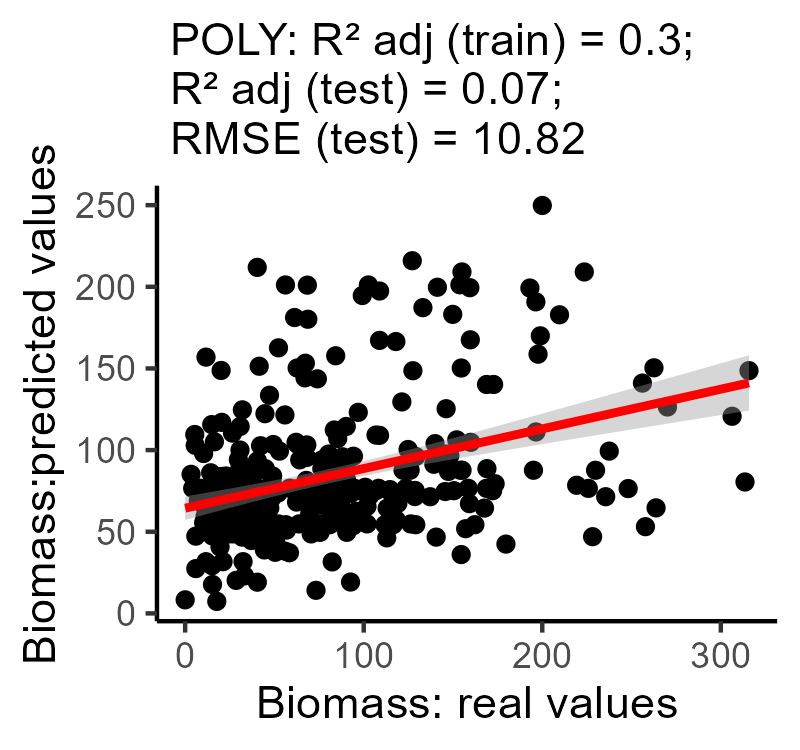 POLY: R² adj (train) = 0.3;
R² adj (test) = 0.07;
RMSE (test) = 10.82
Biomass:predicted values
250
200
150
100
50
0
0 100 200 300
Biomass: real values